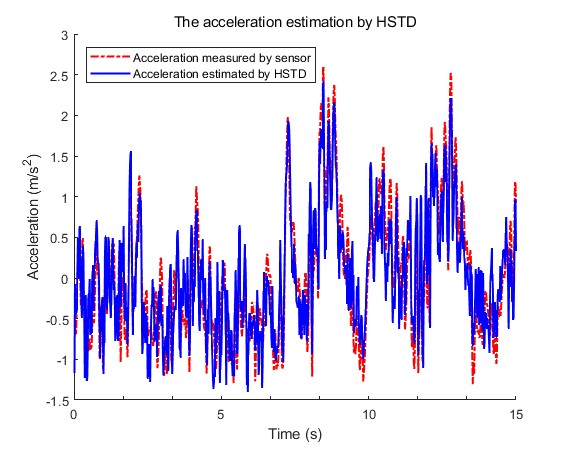 The acceleration estimation by HSTD
3
Acceleration measured by sensor
Acceleration estimated by HSTD
2.5
2
1.5
1
0.5
0
-0.5
-1
-1.5
Acceleration (m/s²)
0
5
10
15
Time (s)